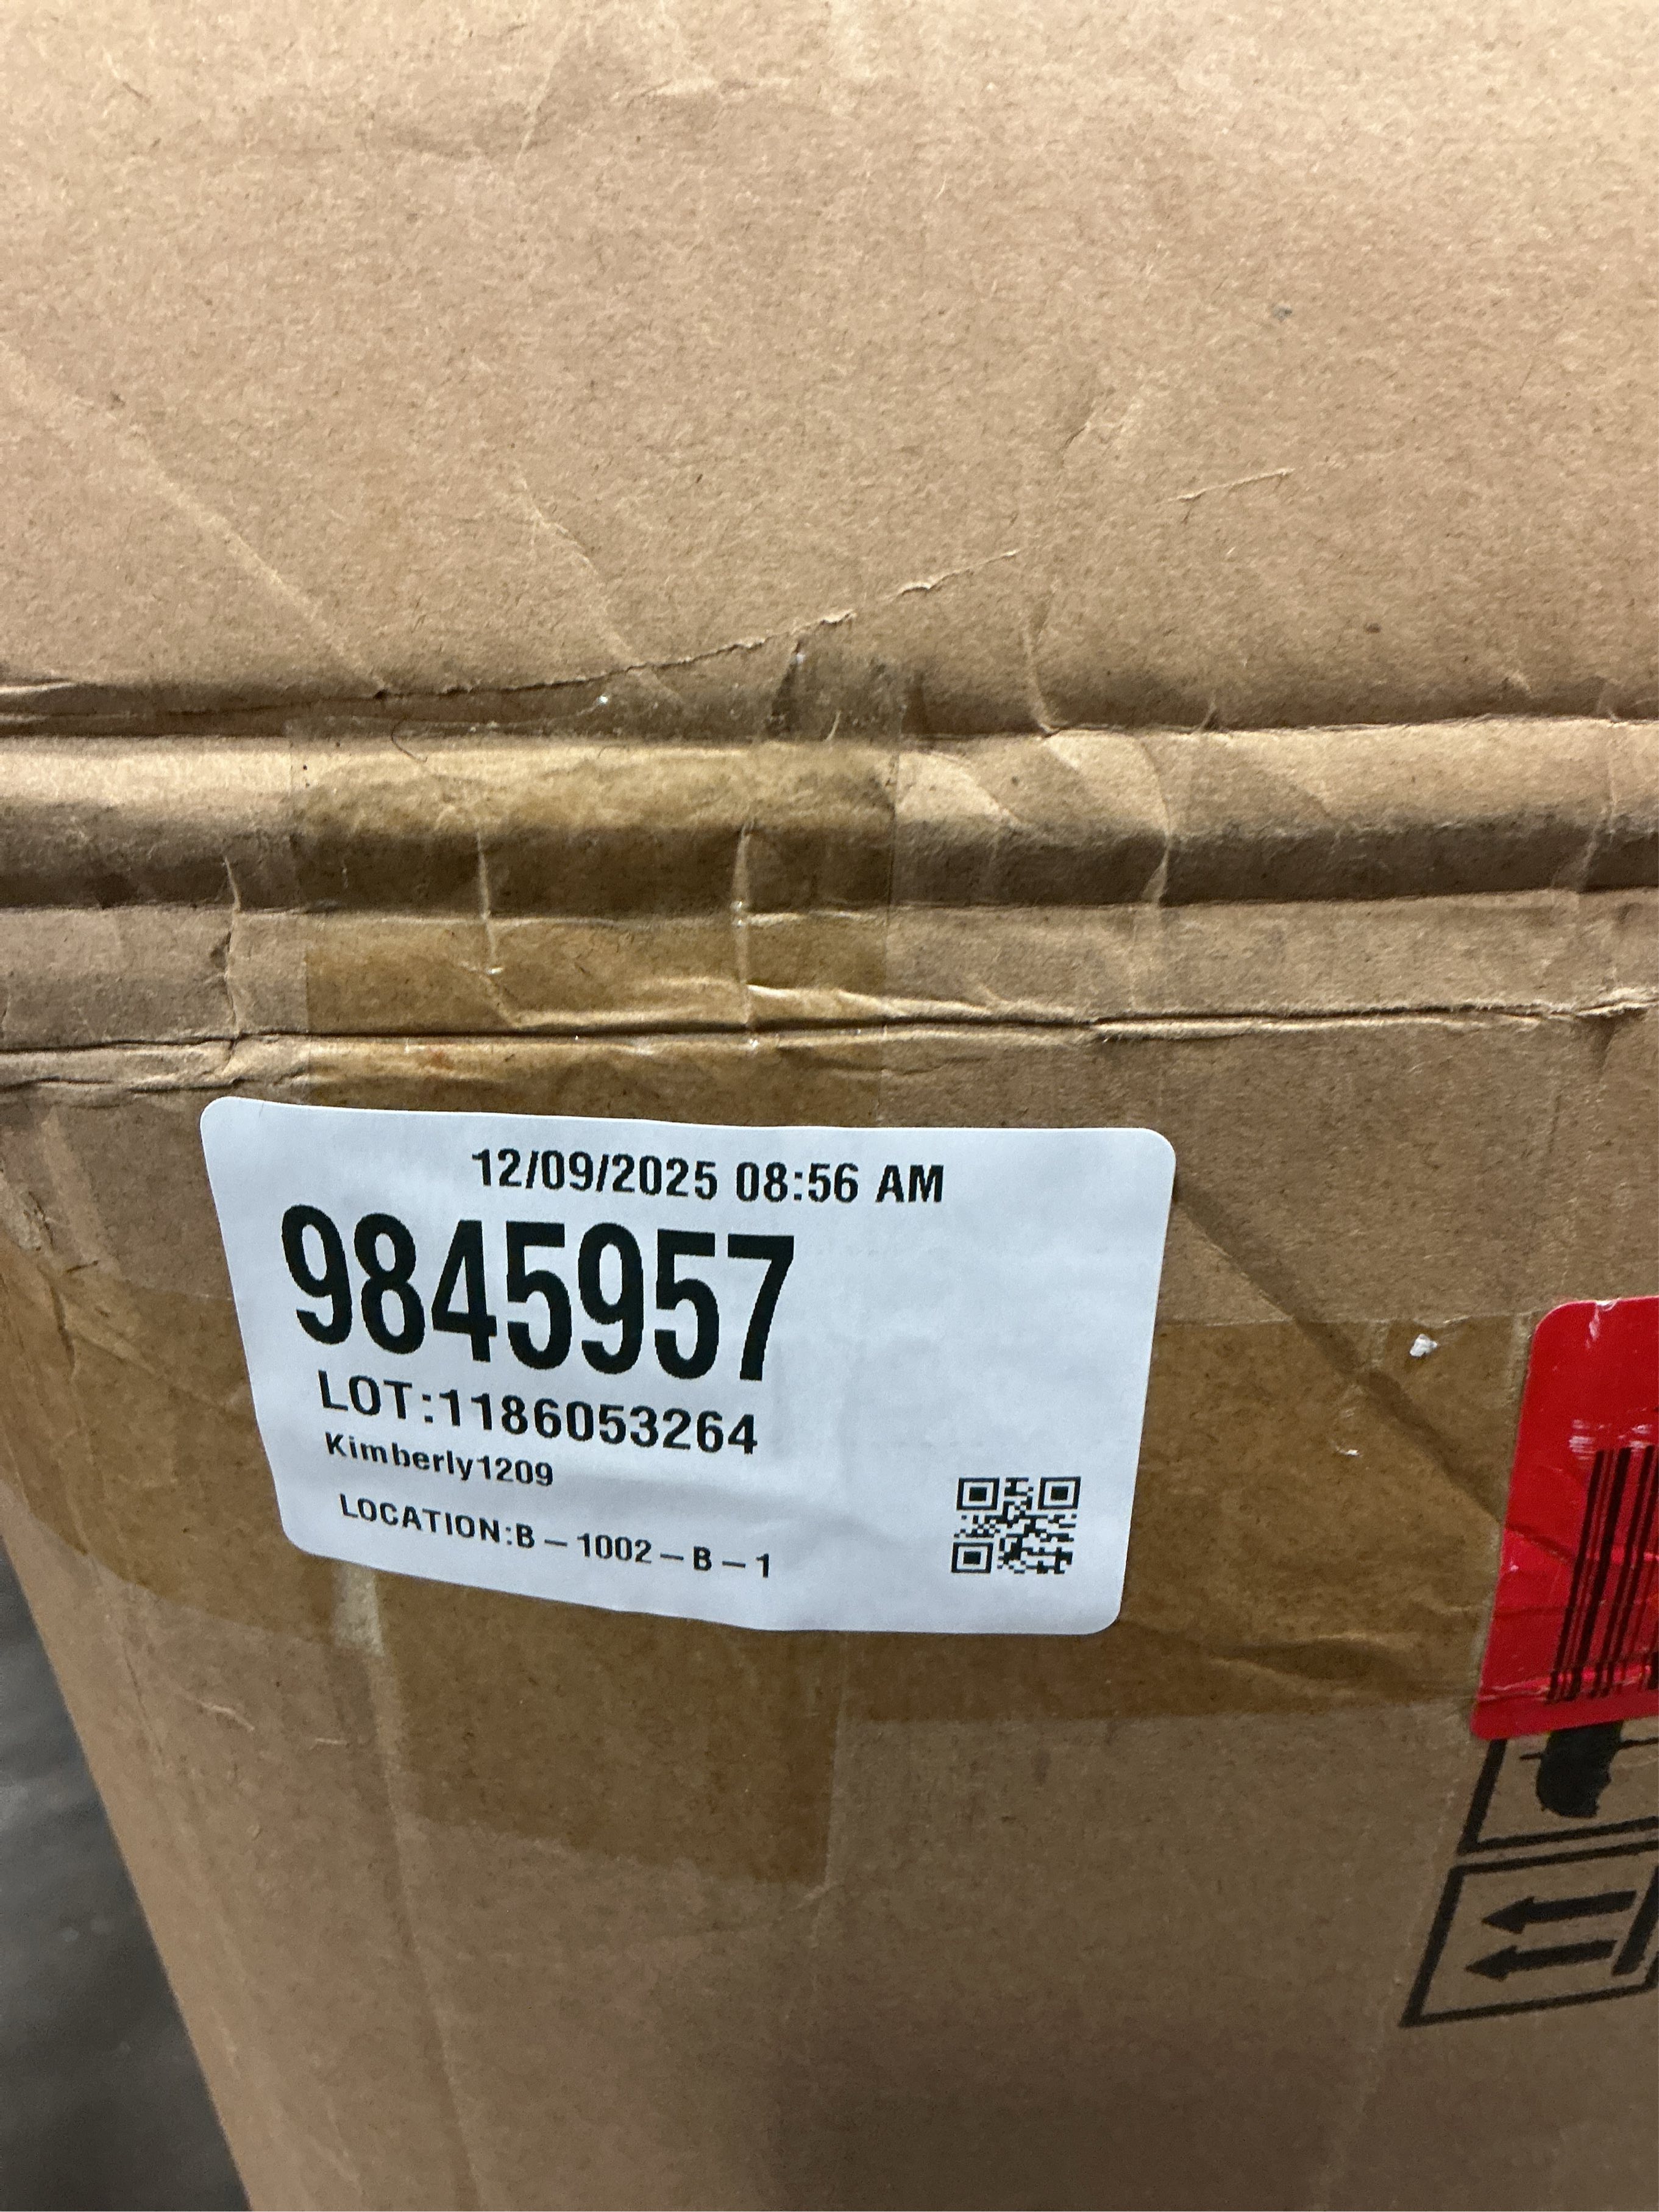 12/09/2025 08:56 AM
9845957
LOT:1186053264
Kimberly1209
LOCATION:B – 1002 – B – 1